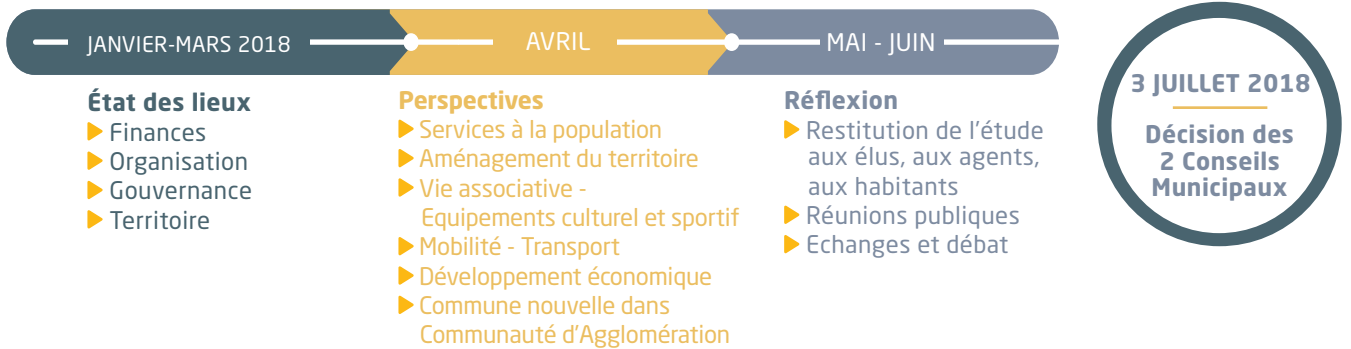 JANVIER-MARS 2018
AVRIL
MAI - JUIN
État des lieux
Finances
Organisation
Gouvernance
Territoire
Perspectives
Services à la population
Aménagement du territoire
Vie associative -
Equipements culturel et sportif
Mobilité - Transport
Développement économique
Commune nouvelle dans
Communauté d'Agglomération
Réflexion
Restitution de l'étude
aux élus, aux agents,
aux habitants
Réunions publiques
Echanges et débat
3 JUILLET 2018
Décision des
2 Conseils
Municipaux